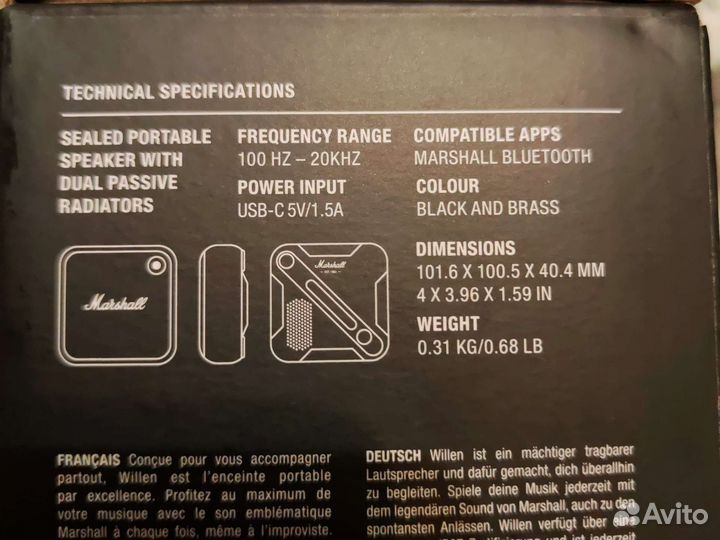 TECHNICAL SPECIFICATIONS
SEALED PORTABLE
SPEAKER WITH
DUAL PASSIVE
RADIATORS
FREQUENCY RANGE
100 HZ – 20KHZ
POWER INPUT
USB-C 5V/1.5A
COMPATIBLE APPS
MARSHALL BLUETOOTH
COLOUR
BLACK AND BRASS
DIMENSIONS
101.6 X 100.5 X 40.4 MM
4 X 3.96 X 1.59 IN
WEIGHT
0.31 KG/0.68 LB
Marshall
Marshall
FRANÇAIS Conçue pour vous accompagner
partout, Willen est l'enceinte portable
par excellence. Profitez au maximum de
votre musique avec le son emblématique
Marshall à chaque fois, même à l'improviste.
DEUTSCH Willen ist ein mächtiger tragbarer
Lautsprecher und dafür gemacht, dich überallhin
zu begleiten. Spiele deine Musik jederzeit mit
dem legendären Sound von Marshall, auch zu den
spontansten Anlässen. Willen verfügt über eine
und ist jederzeit
Avito